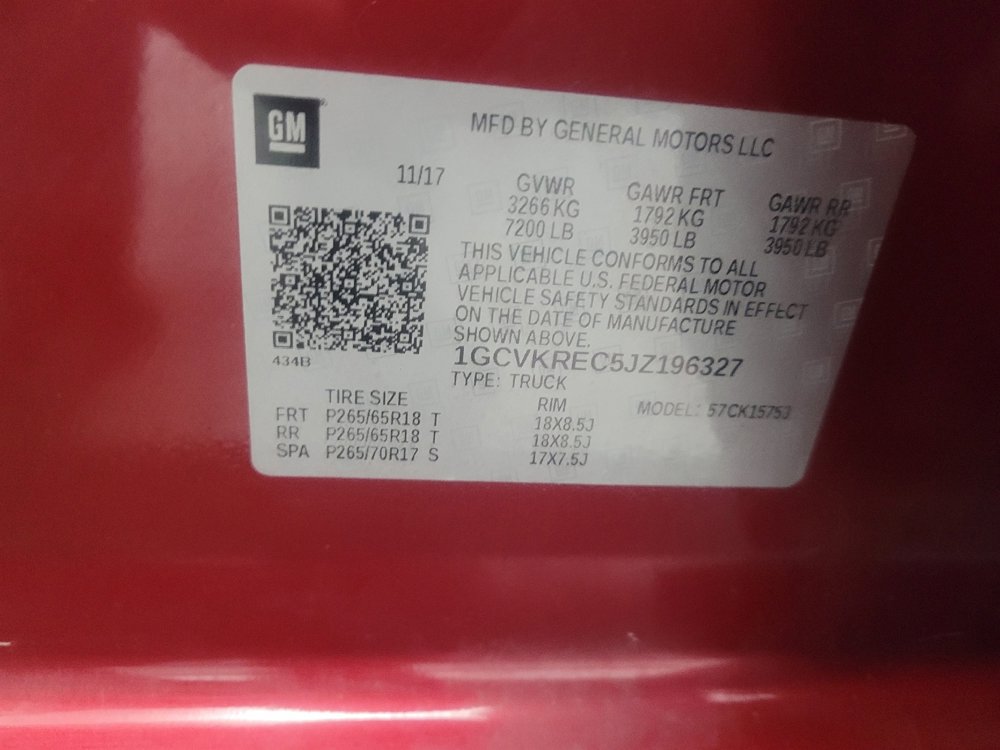 GM
MFD BY GENERAL MOTORS LLC
11/17
GVWR GAWR FRT GAWR RR
3266 KG 1792 KG 1792 KG
7200 LB 3950 LB 3950 LB
THIS VEHICLE CONFORMS TO ALL
APPLICABLE U.S. FEDERAL MOTOR
VEHICLE SAFETY STANDARDS IN EFFECT
ON THE DATE OF MANUFACTURE
SHOWN ABOVE.
434B
1GCVKREC5JZ196327
TYPE: TRUCK
TIRE SIZE RIM MODEL: 57CK1575J
FRT P265/65R18 T 18X8.5J
RR P265/65R18 T 18X8.5J
SPA P265/70R17 S 17X7.5J